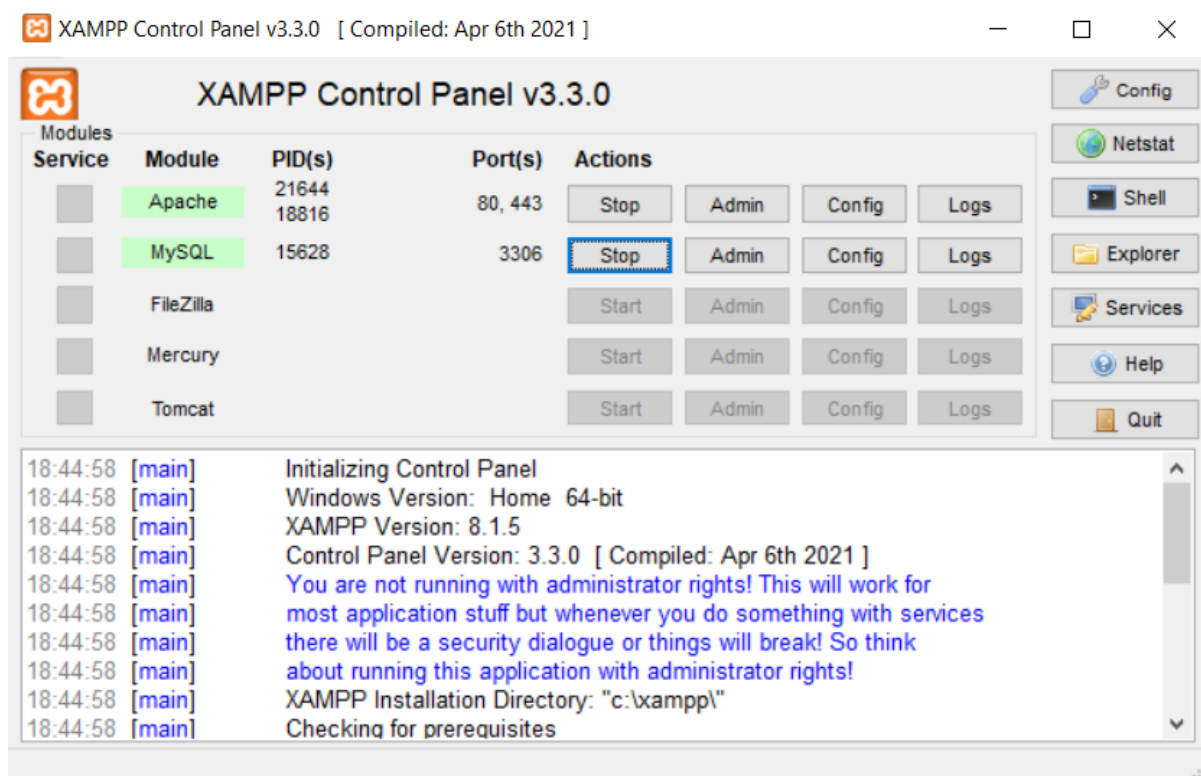 XAMPP Control Panel v3.3.0 [ Compiled: Apr 6th 2021 ]
XAMPP Control Panel v3.3.0
Config
Modules
Service Module PID(s) Port(s) Actions
Netstat
Apache 21644 18816 80, 443 Stop Admin Config Logs
Shell
MySQL 15628 3306 Stop Admin Config Logs
Explorer
FileZilla Start Admin Config Logs
Services
Mercury Start Admin Config Logs
Help
Tomcat Start Admin Config Logs
Quit
18:44:58 [main] Initializing Control Panel
18:44:58 [main] Windows Version: Home 64-bit
18:44:58 [main] XAMPP Version: 8.1.5
18:44:58 [main] Control Panel Version: 3.3.0 [ Compiled: Apr 6th 2021 ]
18:44:58 [main] You are not running with administrator rights! This will work for
18:44:58 [main] most application stuff but whenever you do something with services
18:44:58 [main] there will be a security dialogue or things will break! So think
18:44:58 [main] about running this application with administrator rights!
18:44:58 [main] XAMPP Installation Directory: "c:\xampp\"
18:44:58 [main] Checking for prerequisites